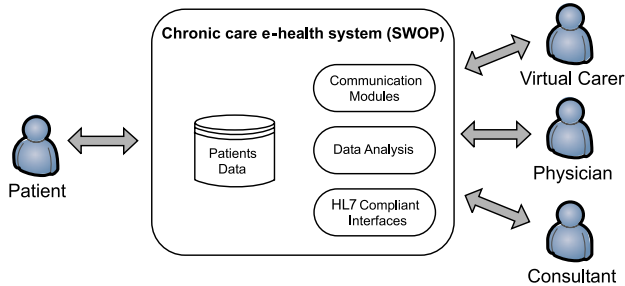 Chronic care e-health system (SWOP)
Communication
Modules
Virtual Carer
Patients
Data
Data Analysis
Patient
Physician
HL7 Compliant
Interfaces
Consultant